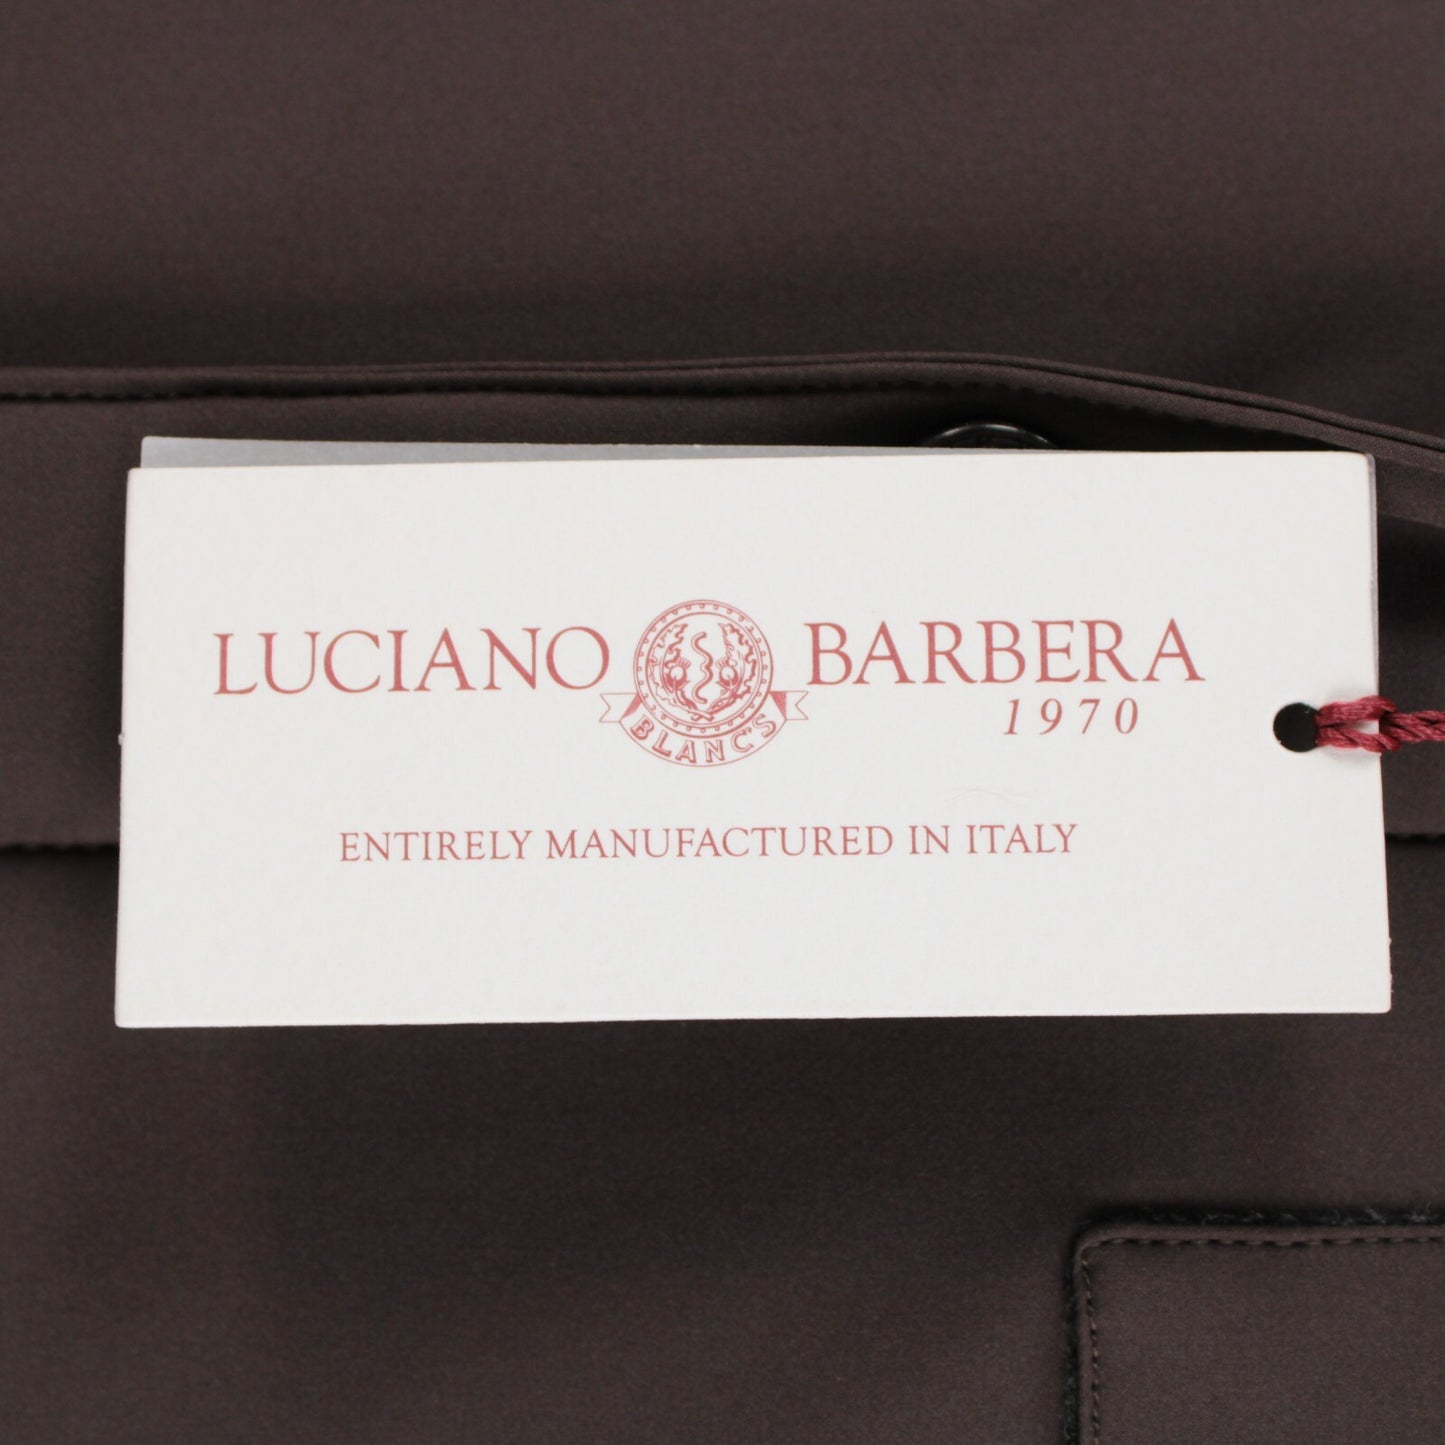 LUCIANO BARBERA
BLANC'S
1970
ENTIRELY MANUFACTURED IN ITALY